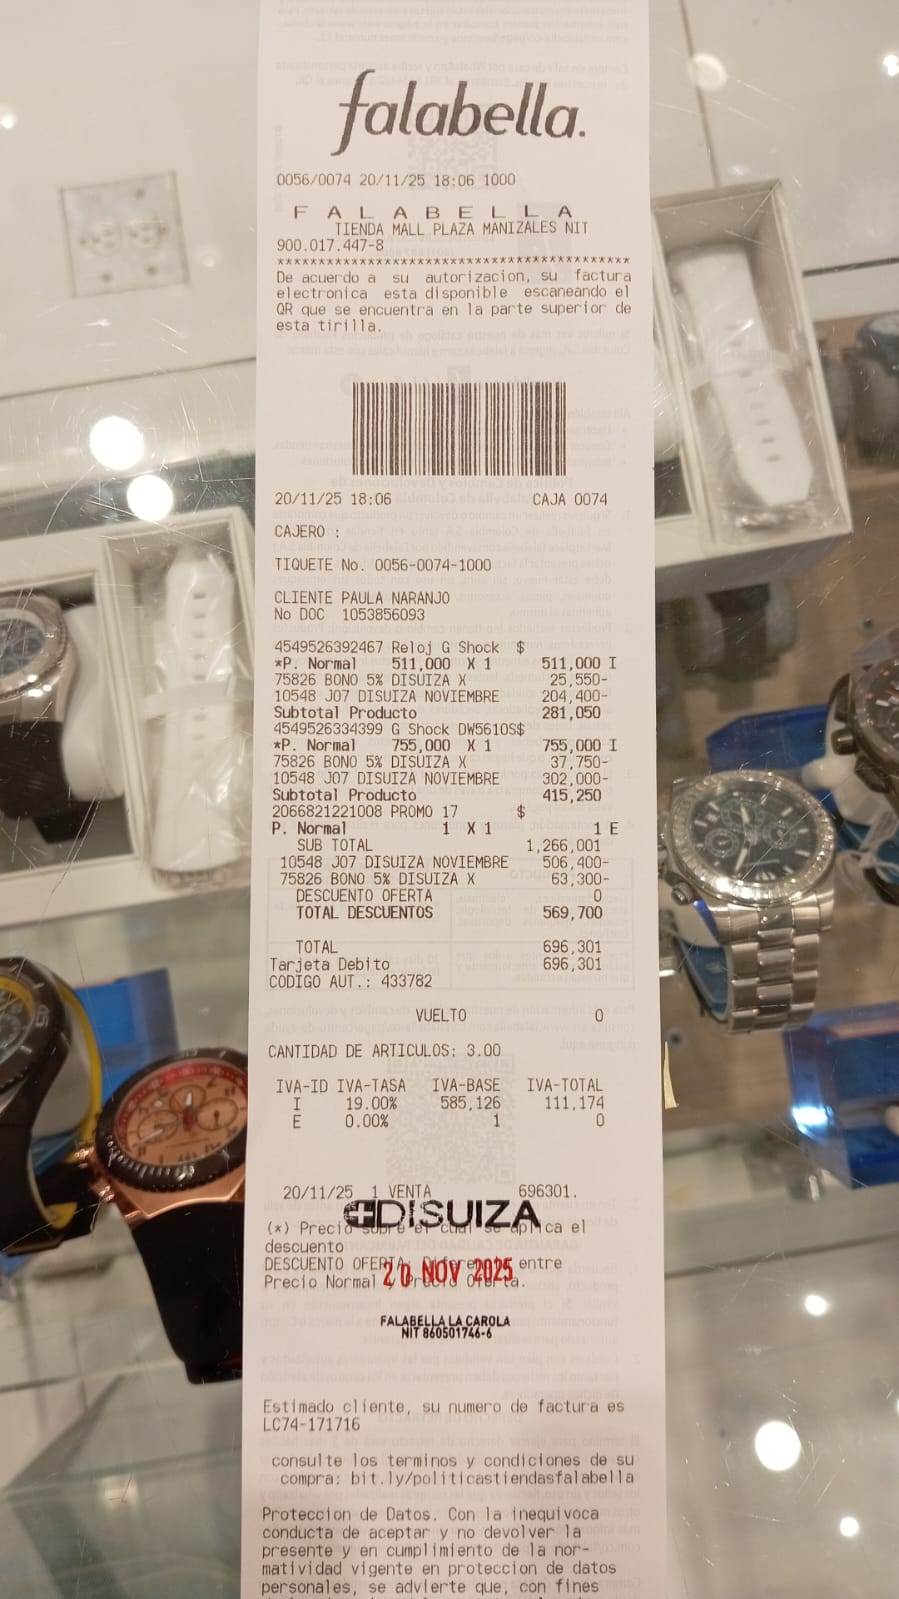 falabella.
0056/0074 20/11/25 18:06 1000
F A L A B E L L A
TIENDA MALL PLAZA MANIZALES NIT
900.017.447-8
******************************************
De acuerdo a su autorizacion, su factura
electronica esta disponible escaneando el
QR que se encuentra en la parte superior de
esta tirilla.
20/11/25 18:06 CAJA 0074
CAJERO :
TIQUETE No. 0056-0074-1000
CLIENTE PAULA NARANJO
No DOC 1053856093
4549526392467 Reloj G Shock $
*P. Normal 511,000 X 1 511,000 I
75826 BONO 5% DISUIZA X 25,550-
10548 J07 DISUIZA NOVIEMBRE 204,400-
Subtotal Producto 281,050
4549526334399 G Shock DW5610S$
*P. Normal 755,000 X 1 755,000 I
75826 BONO 5% DISUIZA X 37,750-
10548 J07 DISUIZA NOVIEMBRE 302,000-
Subtotal Producto 415,250
2066821221008 PROMO 17 $
P. Normal 1 X 1 1 E
SUB TOTAL 1,266,001
10548 J07 DISUIZA NOVIEMBRE 506,400-
75826 BONO 5% DISUIZA X 63,300-
DESCUENTO OFERTA 0
TOTAL DESCUENTOS 569,700
TOTAL 696,301
Tarjeta Debito 696,301
CODIGO AUT.: 433782
VUELTO 0
CANTIDAD DE ARTICULOS: 3.00
IVA-ID IVA-TASA IVA-BASE IVA-TOTAL
I 19.00% 585,126 111,174
E 0.00% 1 0
20/11/25 1 VENTA 696301.
DISUIZA
(*) Precio sobre el cual se aplica el
descuento
DESCUENTO OFERTA: Diferencia entre
Precio Normal y Precio Oferta.
20 NOV 2025
FALABELLA LA CAROLA
NIT 860501746-6
Estimado cliente, su numero de factura es
LC74-171716
consulte los terminos y condiciones de su
compra: bit.ly/politicastiendasfalabella
Proteccion de Datos. Con la inequivoca
conducta de aceptar y no devolver la
presente y en cumplimiento de la nor-
matividad vigente en proteccion de datos
personales, se advierte que, con fines